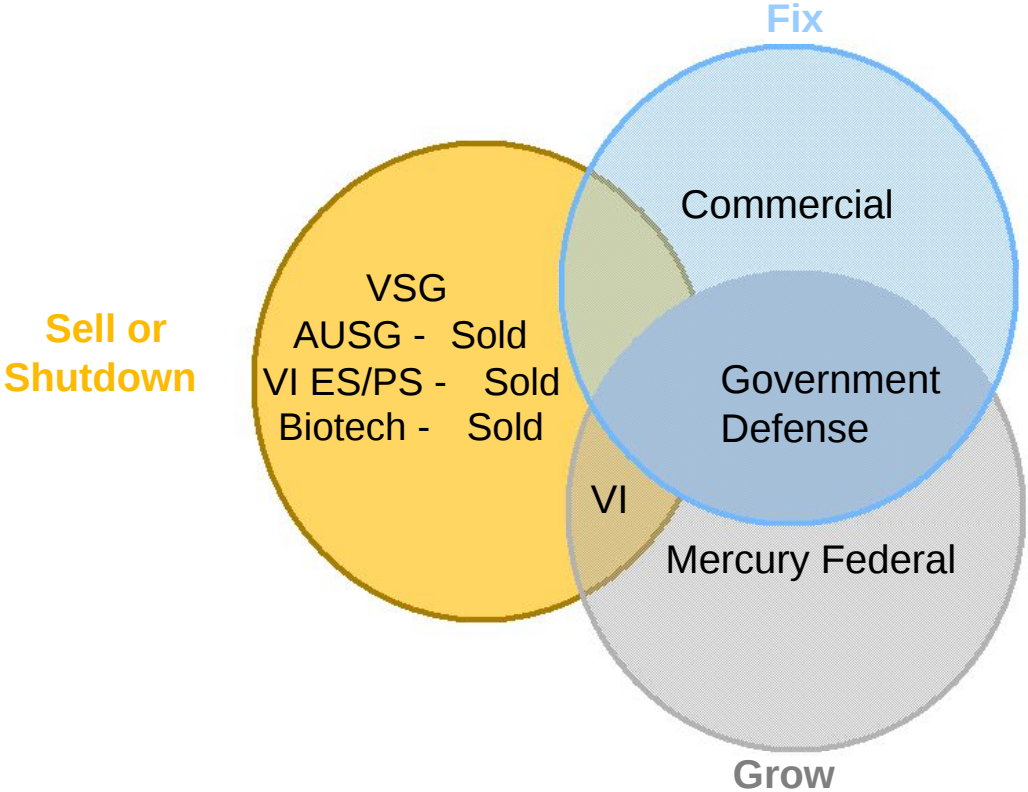 Fix
Commercial
VSG
AUSG - Sold
VI ES/PS - Sold
Biotech - Sold
Sell or
Shutdown
Government
Defense
VI
Mercury Federal
Grow